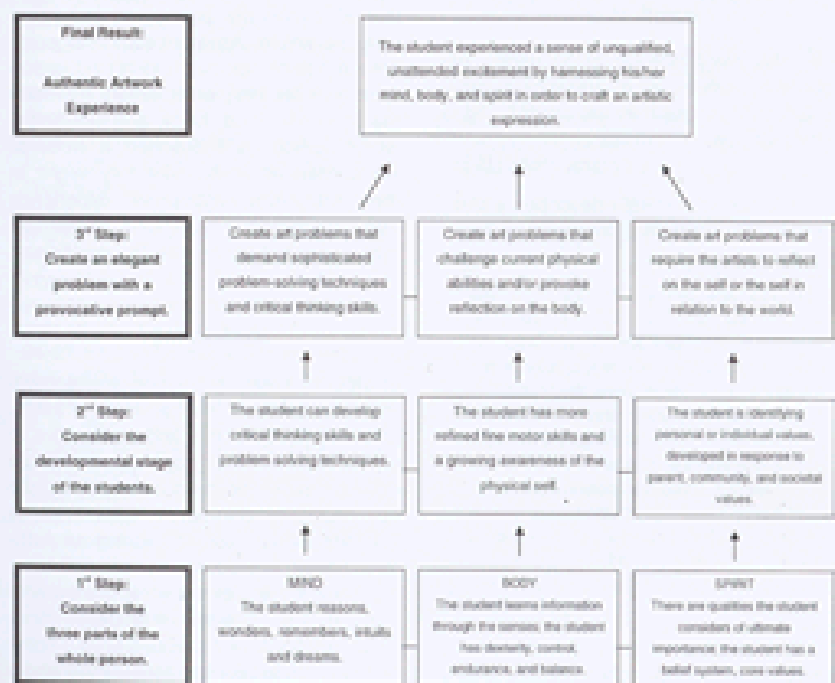 Final Result:
Authentic Artwork
Experience
The student experienced a sense of unqualified,
unattended excitement by harnessing his/her
mind, body, and spirit in order to craft an artistic
expression.
3rd Step:
Create an elegant
problem with a
provocative prompt.
Create art problems that
demand sophisticated
problem-solving techniques
and critical thinking skills.
Create art problems that
challenge current physical
abilities and/or provoke
reflection on the body.
Create art problems that
require the artists to reflect
on the self or the self in
relation to the world.
2nd Step:
Consider the
developmental stage
of the students.
The student can develop
critical thinking skills and
problem solving techniques.
The student has more
refined fine motor skills and
a growing awareness of the
physical self.
The student is identifying
personal or individual values,
developed in response to
parent, community, and societal
values.
1st Step:
Consider the
three parts of the
whole person.
MIND
The student reasons,
wonders, remembers, intuits
and dreams.
BODY
The student learns information
through the senses; the student
has dexterity, control,
endurance, and balance.
SPIRIT
There are qualities the student
considers of ultimate
importance; the student has a
belief system, core values.